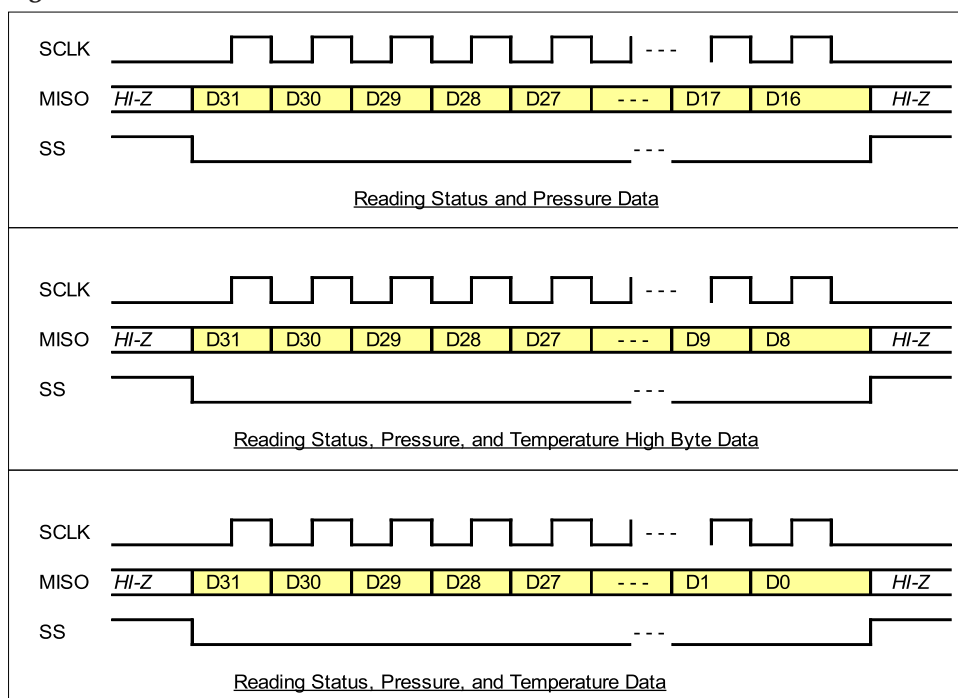 SCLK - - -
MISO HI-Z D31 D30 D29 D28 D27 - - - D17 D16 HI-Z
SS - - -
Reading Status and Pressure Data
SCLK - - -
MISO HI-Z D31 D30 D29 D28 D27 - - - D9 D8 HI-Z
SS - - -
Reading Status, Pressure, and Temperature High Byte Data
SCLK - - -
MISO HI-Z D31 D30 D29 D28 D27 - - - D1 D0 HI-Z
SS - - -
Reading Status, Pressure, and Temperature Data